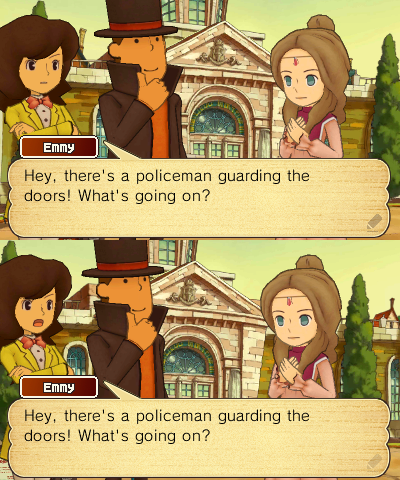 Emmy
Hey, there's a policeman guarding the
doors! What's going on?
Emmy
Hey, there's a policeman guarding the
doors! What's going on?